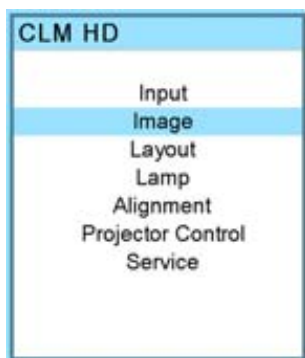 CLM HD
Input
Image
Layout
Lamp
Alignment
Projector Control
Service